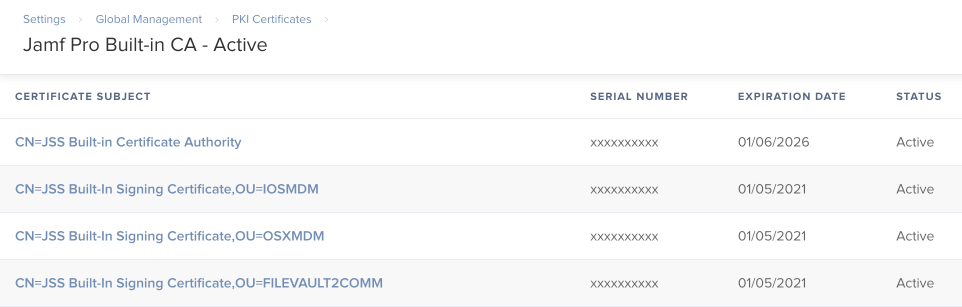 Settings › Global Management › PKI Certificates ›
Jamf Pro Built-in CA - Active
CERTIFICATE SUBJECT SERIAL NUMBER EXPIRATION DATE STATUS
CN=JSS Built-in Certificate Authority xxxxxxxxxx 01/06/2026 Active
CN=JSS Built-In Signing Certificate,OU=IOSMDM xxxxxxxxxx 01/05/2021 Active
CN=JSS Built-In Signing Certificate,OU=OSXMDM xxxxxxxxxx 01/05/2021 Active
CN=JSS Built-In Signing Certificate,OU=FILEVAULT2COMM xxxxxxxxxx 01/05/2021 Active